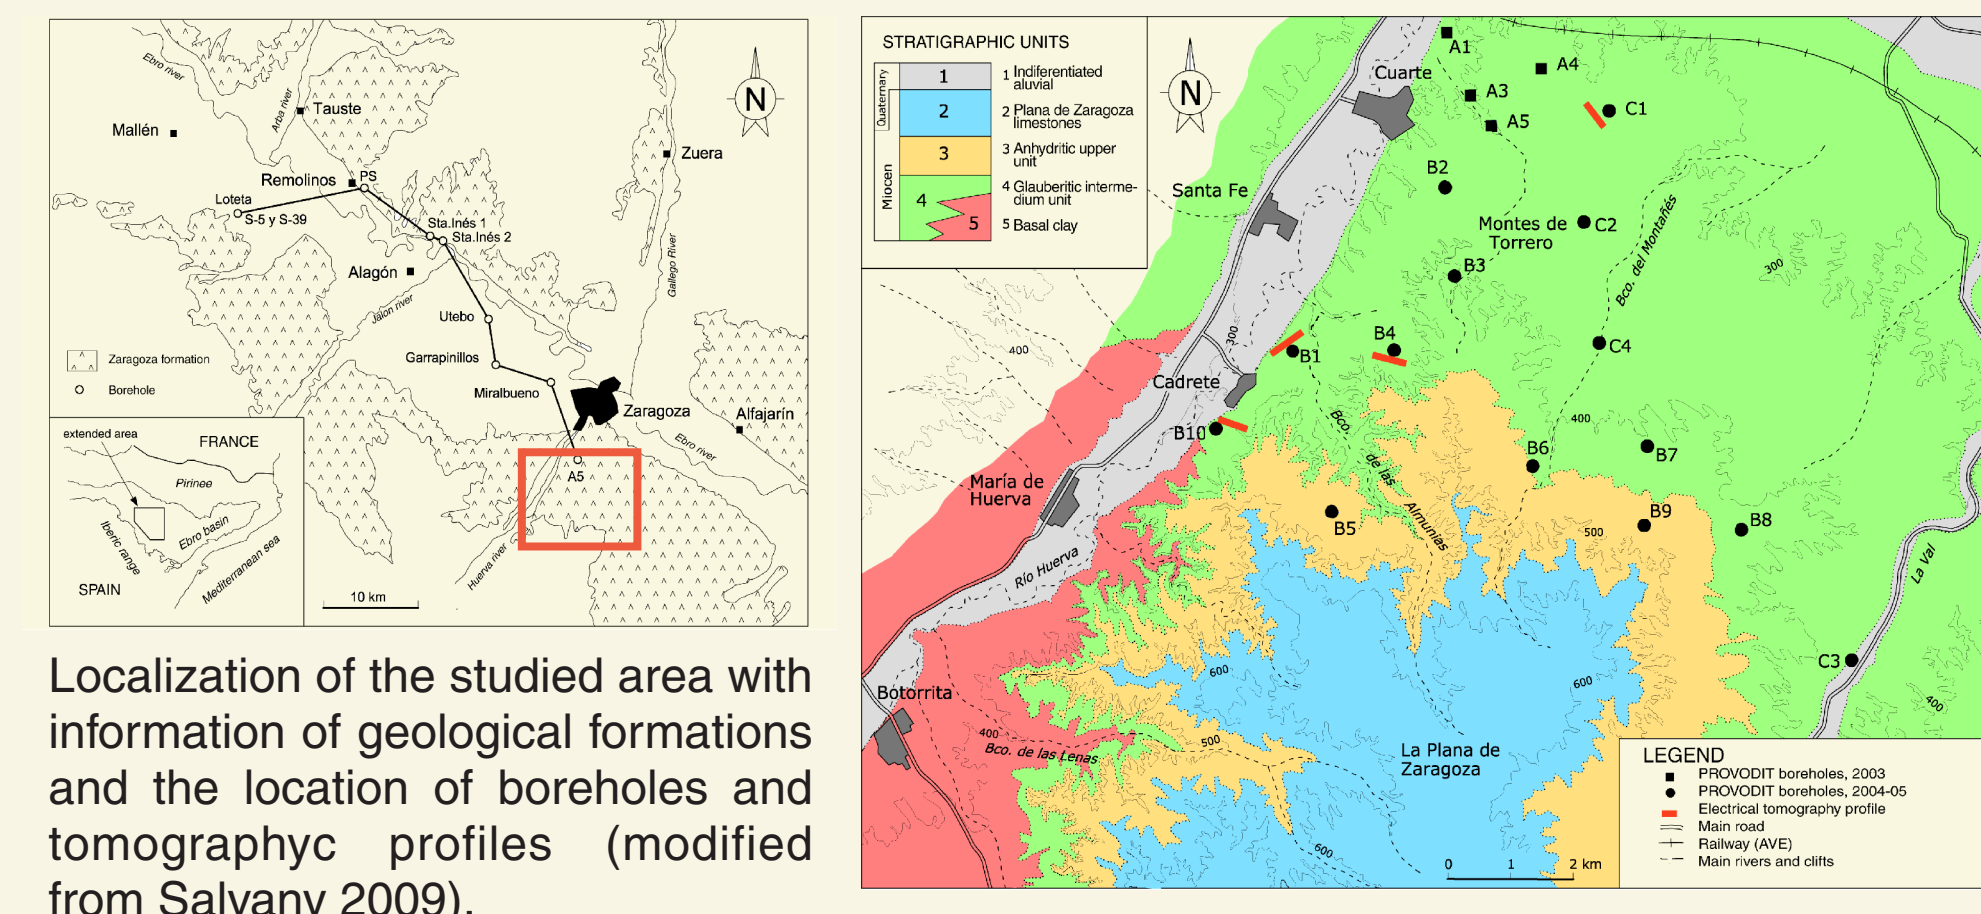 Ebro river
Arba river
Tauste
Mallén
N
Zuera
Remolinos
PS
Loteta
S-5 y S-39
Sta.Inés 1
Sta.Inés 2
Gallego River
Alagón
Jalon river
Utebo
Zaragoza formation
Garrapinillos
Borehole
Miralbueno
Zaragoza
Alfajarín
Ebro river
extended area
FRANCE
A5
Pirinee
Iberic range
Ebro basin
Mediterranean sea
Huerva river
SPAIN
10 km
Localization of the studied area with
information of geological formations
and the location of boreholes and
tomographyc profiles (modified
from Salvany 2009).
STRATIGRAPHIC UNITS
Quaternary
Miocen
1
2
3
4
5
1 Indiferentiated
aluvial
2 Plana de Zaragoza
limestones
3 Anhydritic upper
unit
4 Glauberitic interme-
dium unit
5 Basal clay
N
A1
Cuarte
A4
A3
C1
A5
B2
Santa Fe
Montes de
Torrero
C2
Bco. del Montañés
B3
300
300
400
B1
B4
C4
Cadrete
B10
Bco.
de las
Almunias
400
B6
B7
María de
Huerva
B5
B9
500
B8
Río Huerva
La Val
C3
600
600
Botorrita
400
Bco. de las Lenas
500
400
La Plana de
Zaragoza
600
0 1 2 km
LEGEND
PROVODIT boreholes, 2003
PROVODIT boreholes, 2004-05
Electrical tomography profile
Main road
Railway (AVE)
Main rivers and clifts